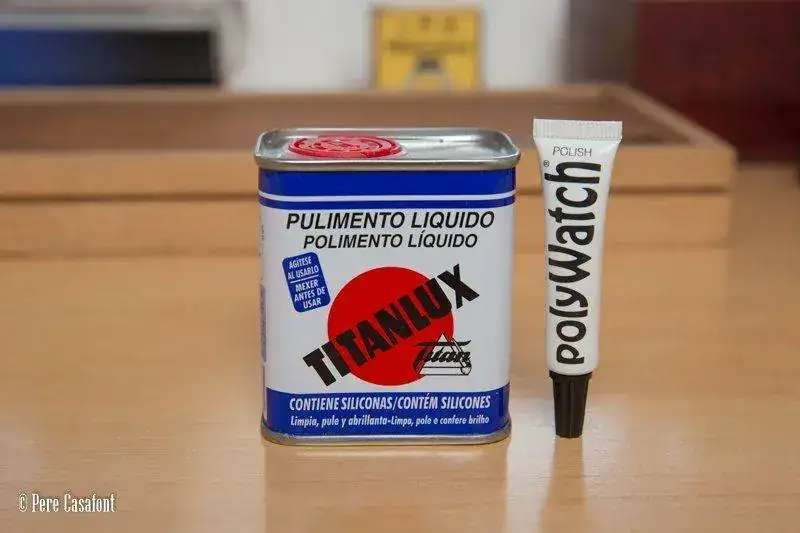 PULIMENTO LIQUIDO
POLIMENTO LÍQUIDO
AGÍTESE
AL USARLO
MEXER
ANTES DE
USAR
TITANLUX
Titan
CONTIENE SILICONAS/CONTÉM SILICONES
Limpia, pule y abrillanta-Limpa, pole e confere brilho
POLISH
polyWatch®
© Pere Casafont